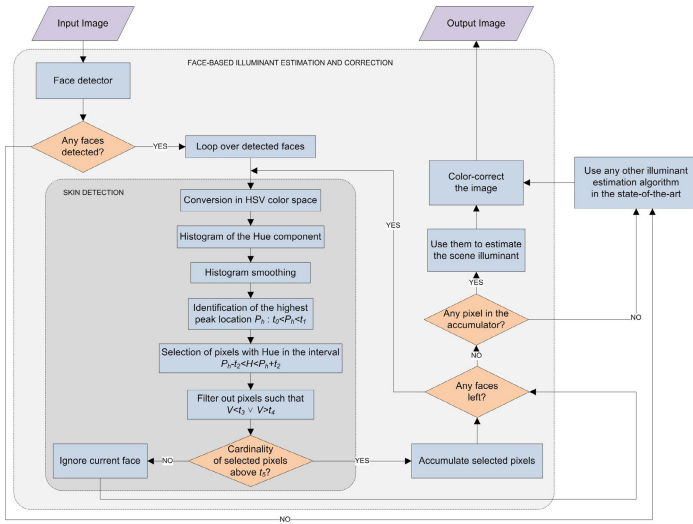 Input Image
Output Image
FACE-BASED ILLUMINANT ESTIMATION AND CORRECTION
Face detector
Any faces
detected?
YES
Loop over detected faces
SKIN DETECTION
Conversion in HSV color space
Histogram of the Hue component
Histogram smoothing
Identification of the highest
peak location Pₕ : t₀<Pₕ<t₁
Selection of pixels with Hue in the interval
Pₕ-t₂<H<Pₕ+t₂
Filter out pixels such that
V<t₃ ∨ V>t₄
Cardinality
of selected pixels
above t₅?
NO
Ignore current face
YES
Accumulate selected pixels
Any faces
left?
YES
NO
Any pixel in the
accumulator?
YES
NO
Use them to estimate
the scene illuminant
Color-correct
the image
Use any other illuminant
estimation algorithm
in the state-of-the-art
NO